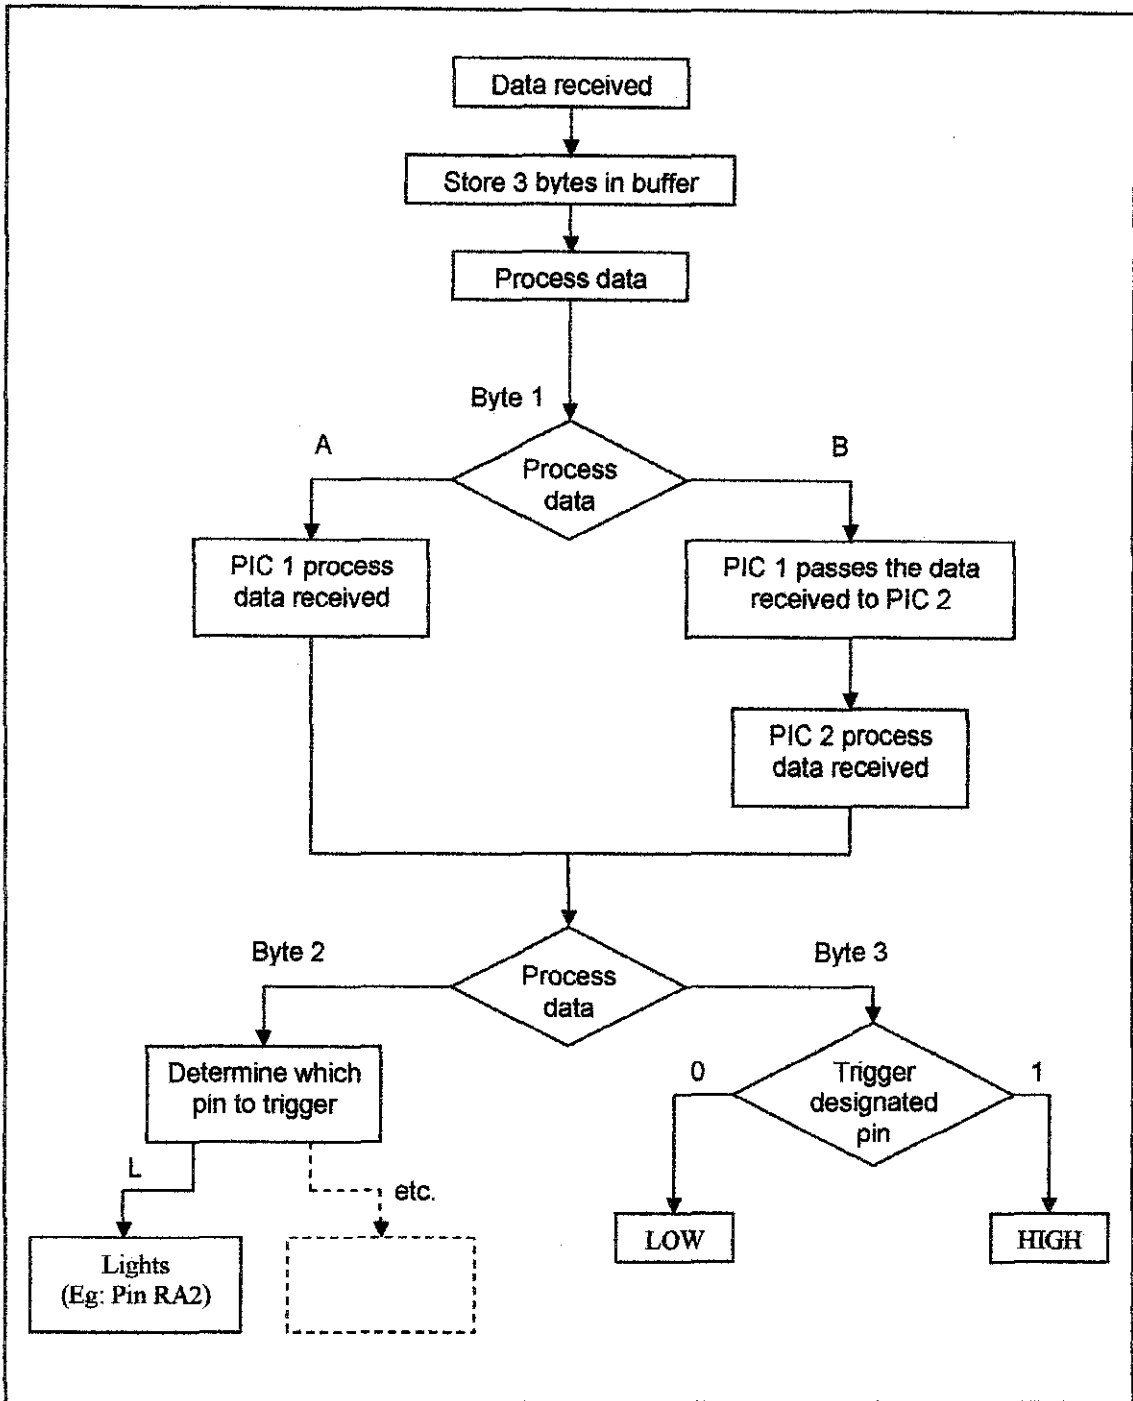 Data received
Store 3 bytes in buffer
Process data
Byte 1
A
B
Process
data
PIC 1 process
data received
PIC 1 passes the data
received to PIC 2
PIC 2 process
data received
Byte 2
Byte 3
Process
data
Determine which
pin to trigger
0
Trigger
designated
pin
1
L
etc.
Lights
(Eg: Pin RA2)
LOW
HIGH